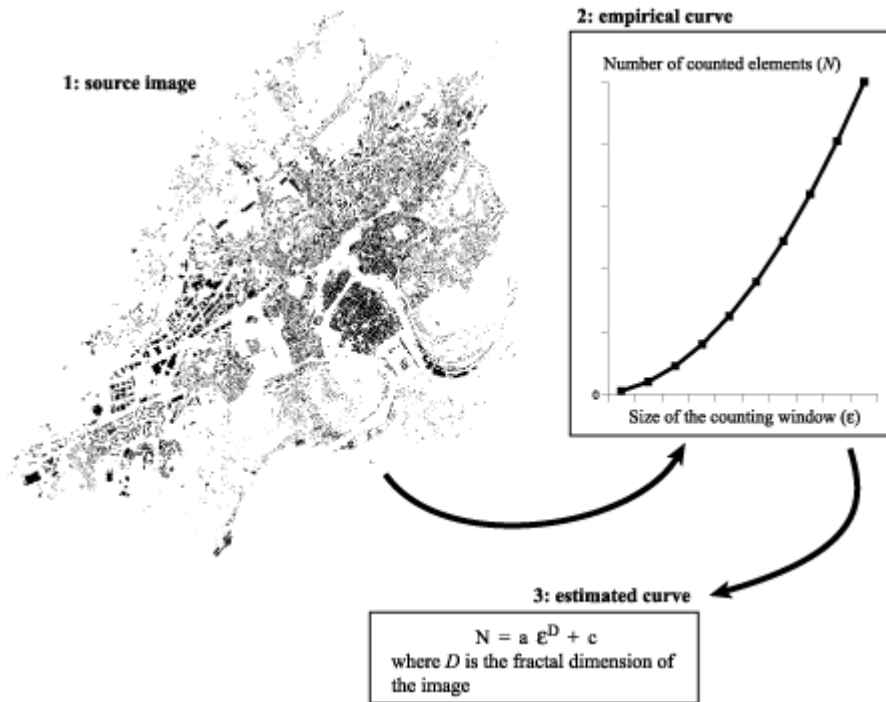 2: empirical curve
1: source image
Number of counted elements (N)
0
Size of the counting window (ε)
3: estimated curve
N = a ε^D + c
where D is the fractal dimension of
the image